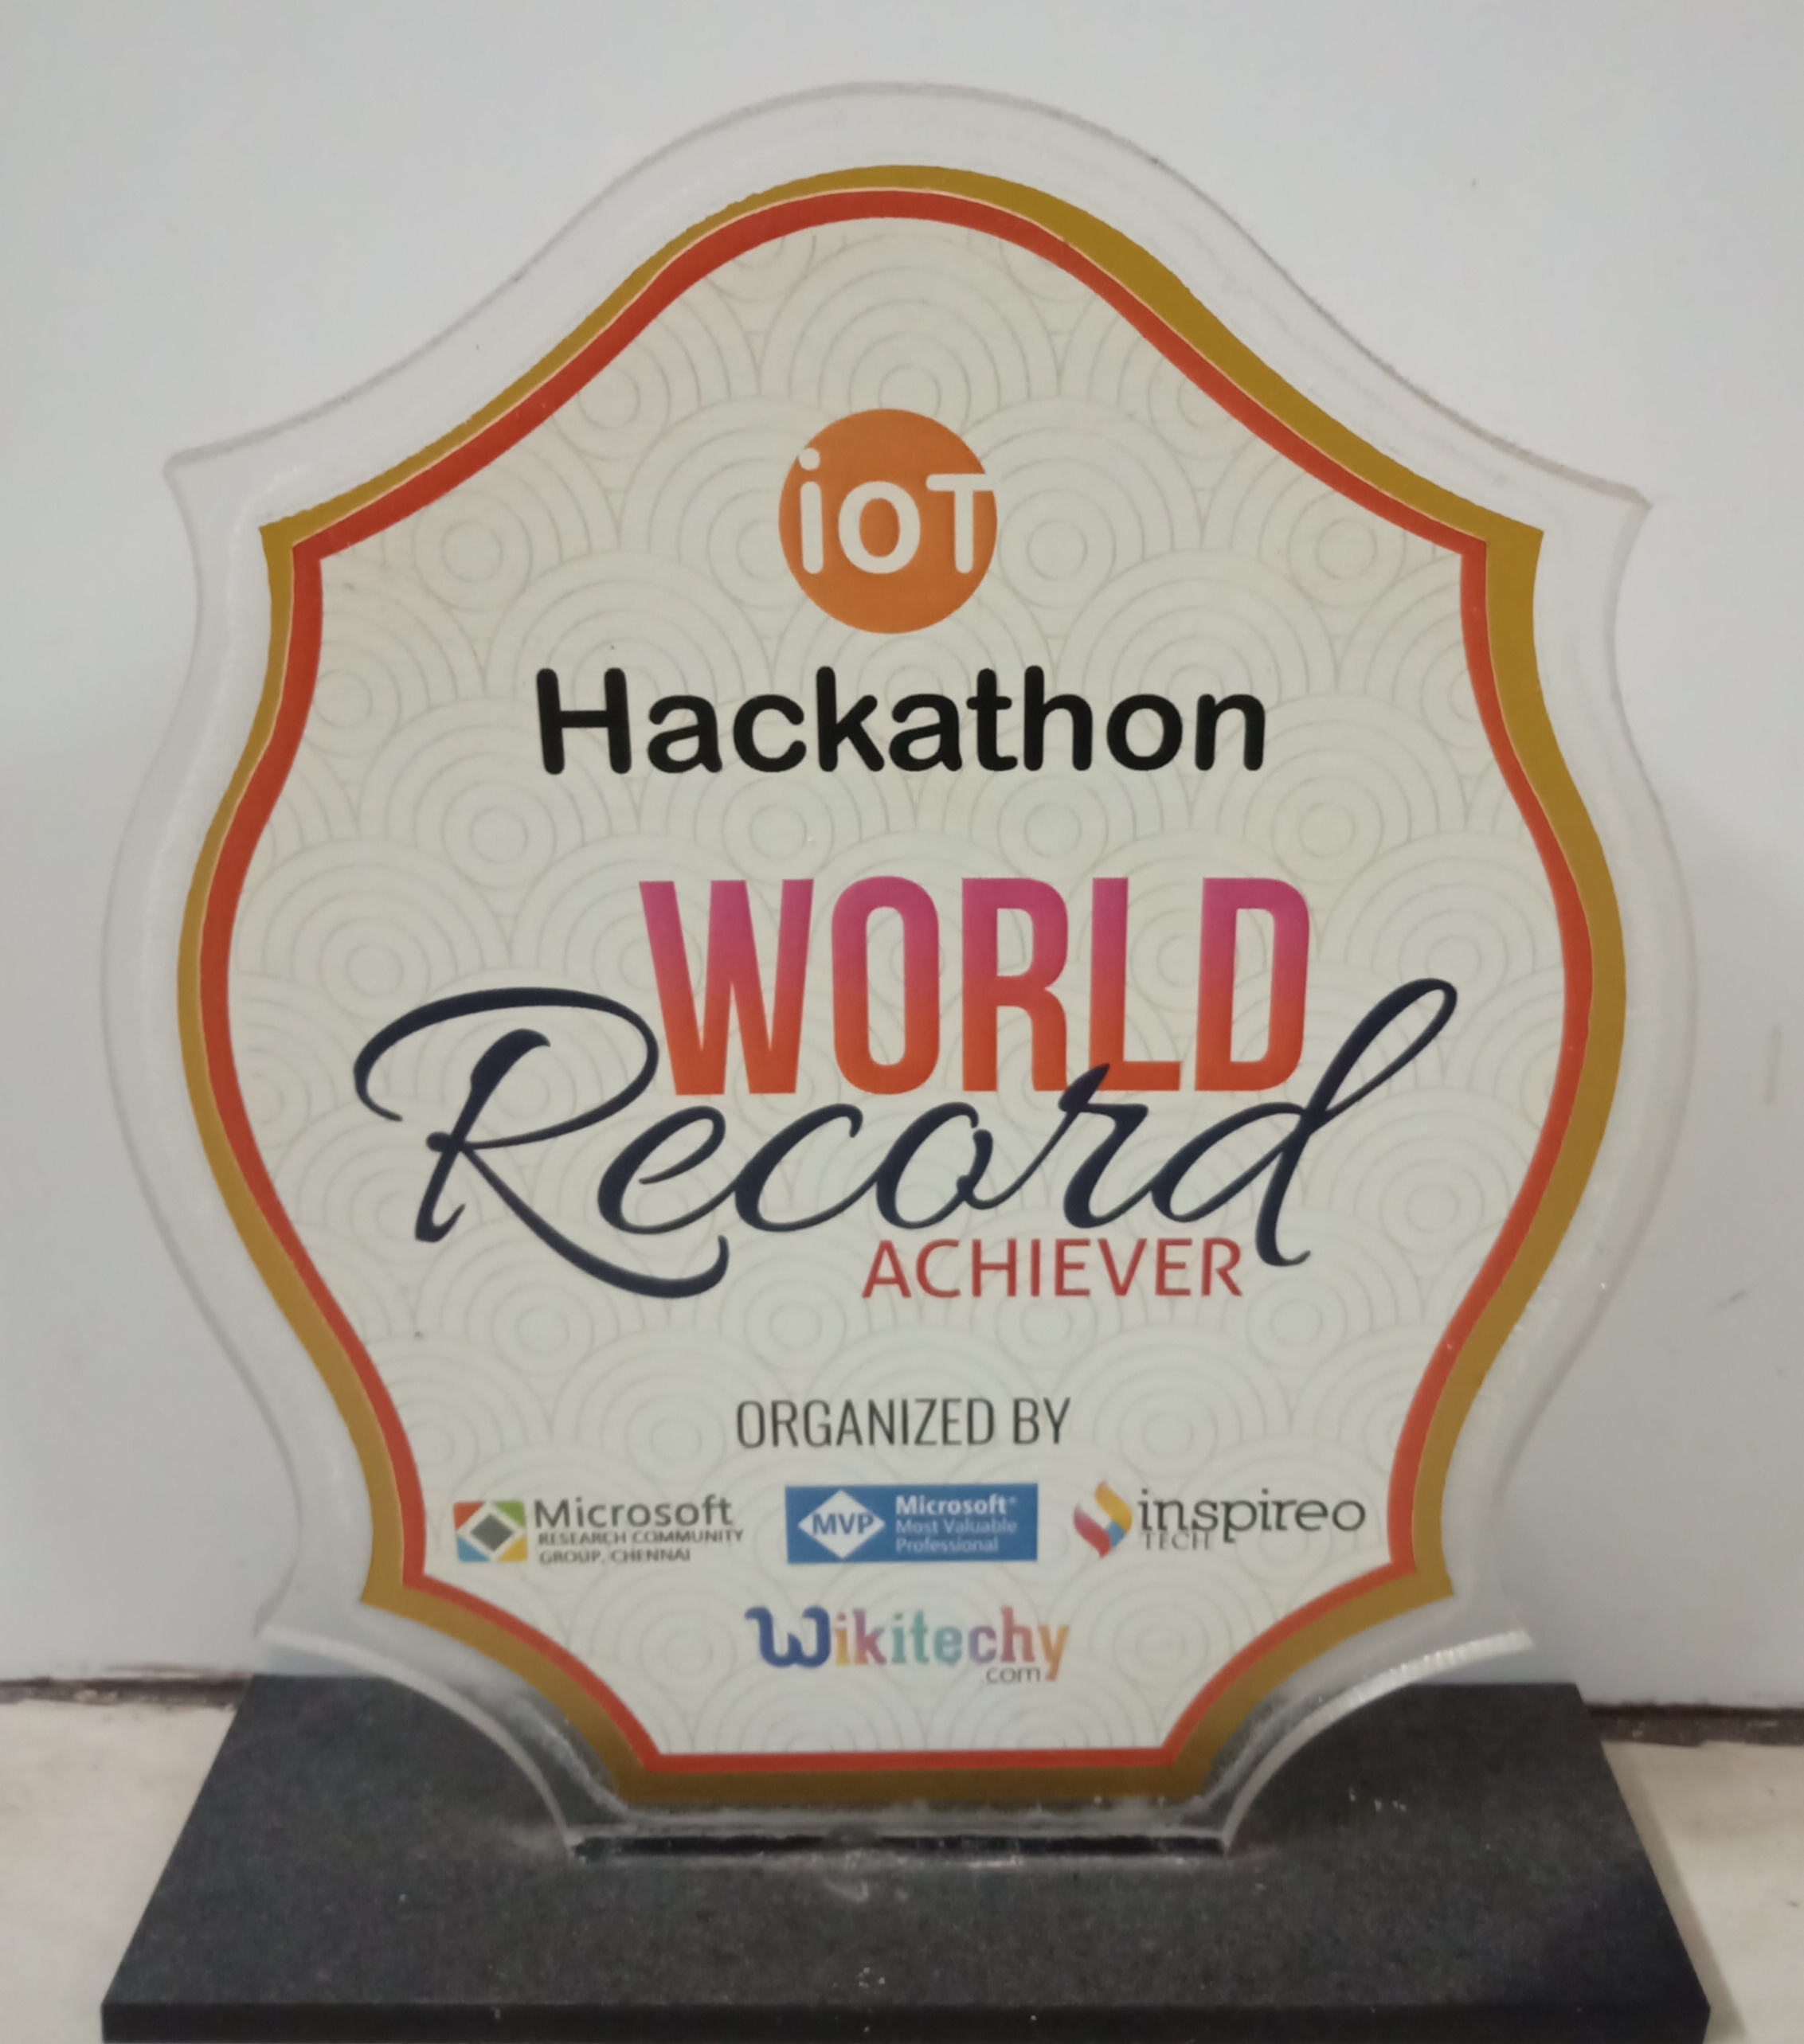 iOT
Hackathon
WORLD
Record
ACHIEVER
ORGANIZED BY
Microsoft
RESEARCH COMMUNITY
GROUP, CHENNAI
MVP
Microsoft®
Most Valuable
Professional
inspireo
TECH
Wikitechy
.com